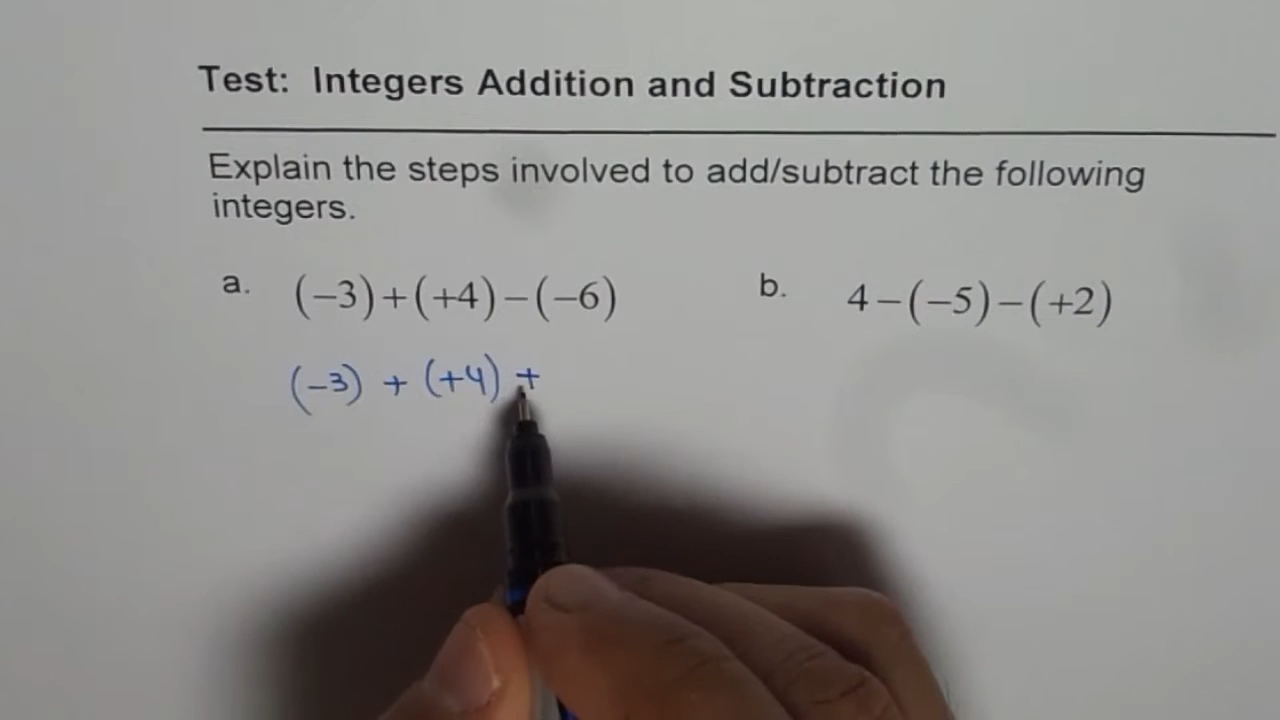 Test: Integers Addition and Subtraction
Explain the steps involved to add/subtract the following
integers.
a. (−3)+(+4)−(−6)
b. 4−(−5)−(+2)
(−3) + (+4) +